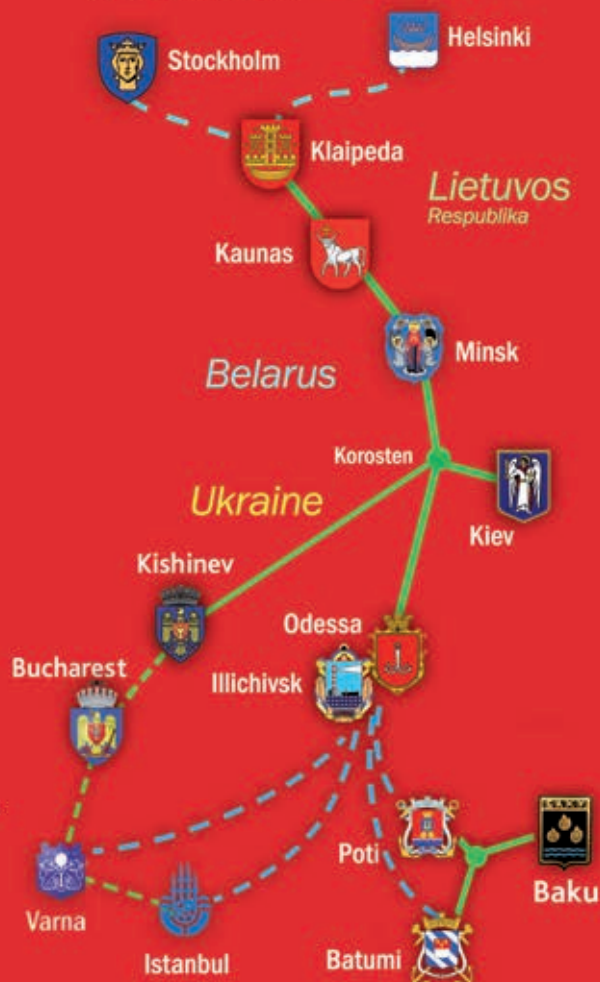 Helsinki
Stockholm
Klaipeda
Lietuvos
Respublika
Kaunas
Minsk
Belarus
Korosten
Ukraine
Kiev
Kishinev
Odessa
Bucharest
Illichivsk
BAKU
Poti
Baku
Varna
Istanbul
Batumi